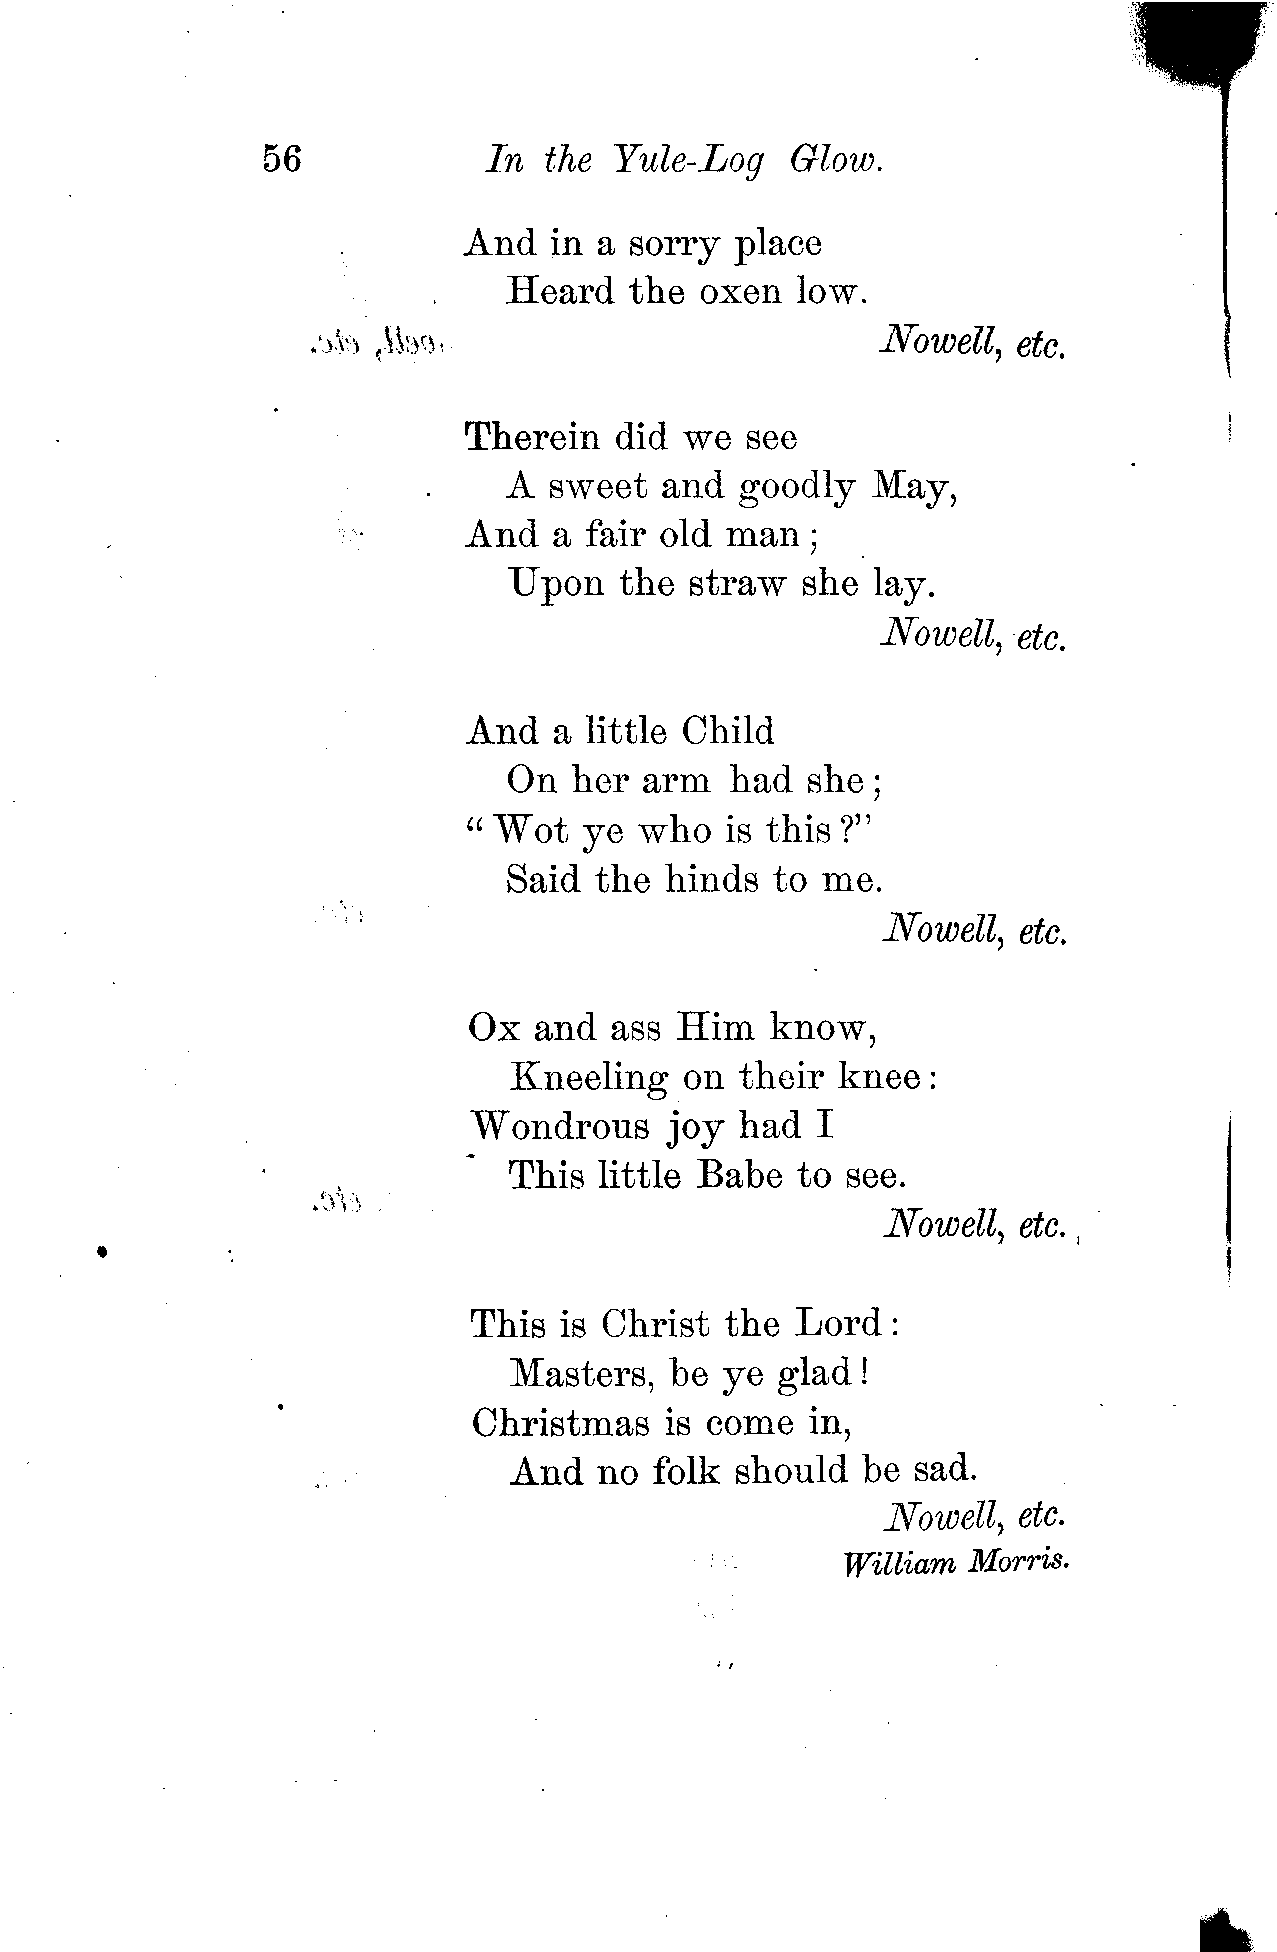 56 In the Yule-Log Glow.
And in a sorry place
Heard the oxen low.
Nowell, etc.
Therein did we see
A sweet and goodly May,
And a fair old man;
Upon the straw she lay.
Nowell, etc.
And a little Child
On her arm had she;
“Wot ye who is this?”
Said the hinds to me.
Nowell, etc.
Ox and ass Him know,
Kneeling on their knee:
Wondrous joy had I
This little Babe to see.
Nowell, etc.
This is Christ the Lord:
Masters, be ye glad!
Christmas is come in,
And no folk should be sad.
Nowell, etc.
William Morris.